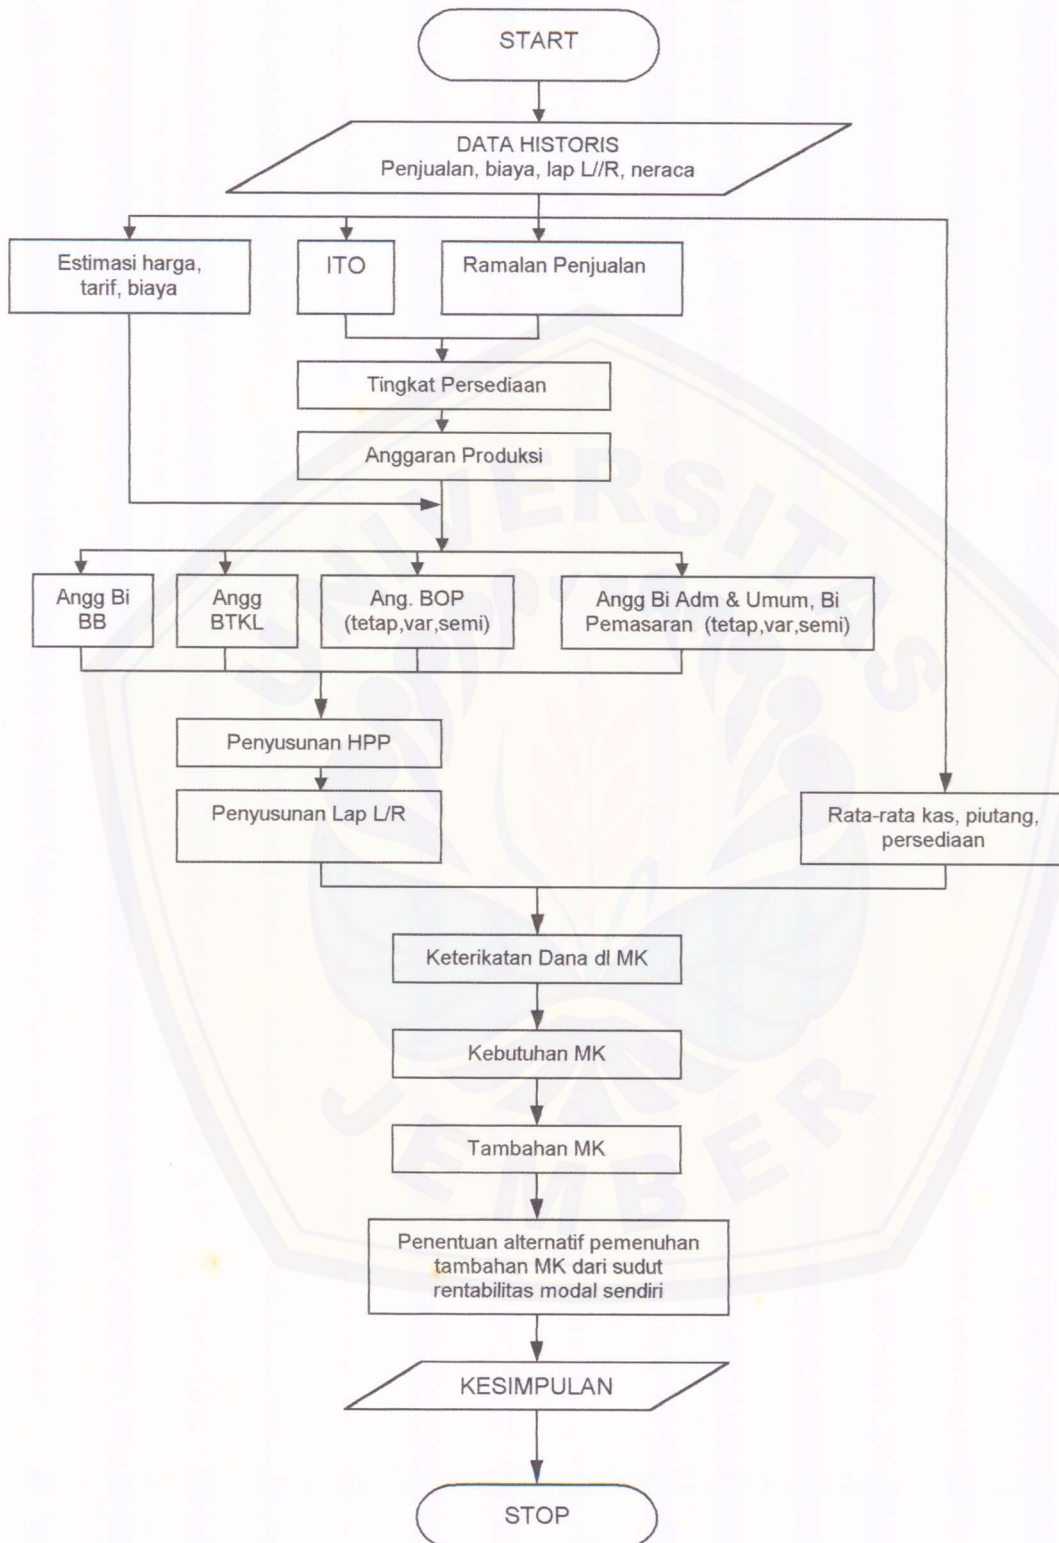 START
DATA HISTORIS
Penjualan, biaya, lap L//R, neraca
Estimasi harga,
tarif, biaya
ITO
Ramalan Penjualan
Tingkat Persediaan
Anggaran Produksi
Angg Bi
BB
Angg
BTKL
Ang. BOP
(tetap,var,semi)
Angg Bi Adm & Umum, Bi
Pemasaran (tetap,var,semi)
Penyusunan HPP
Penyusunan Lap L/R
Rata-rata kas, piutang,
persediaan
Keterikatan Dana dl MK
Kebutuhan MK
Tambahan MK
Penentuan alternatif pemenuhan
tambahan MK dari sudut
rentabilitas modal sendiri
KESIMPULAN
STOP
UNIVERSITAS
JEMBER